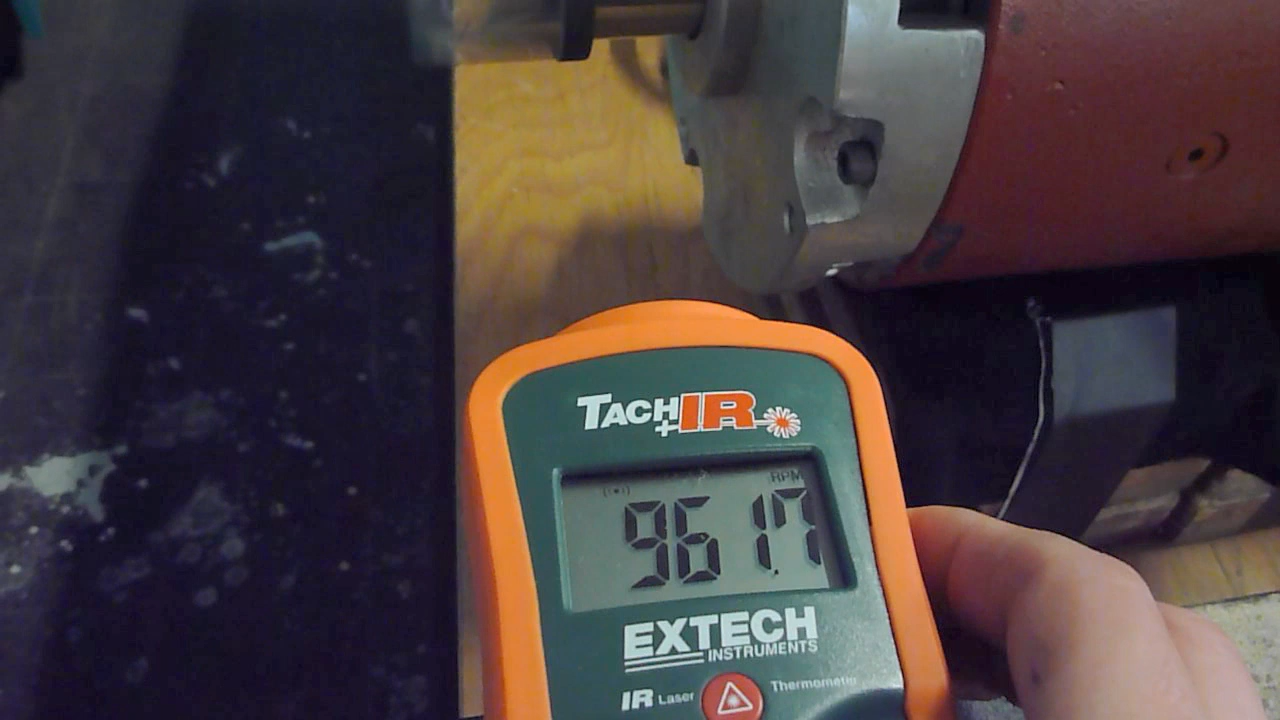 TACH+IR
((•)) RPM
961.7
EXTECH
INSTRUMENTS
IR Laser Thermometer